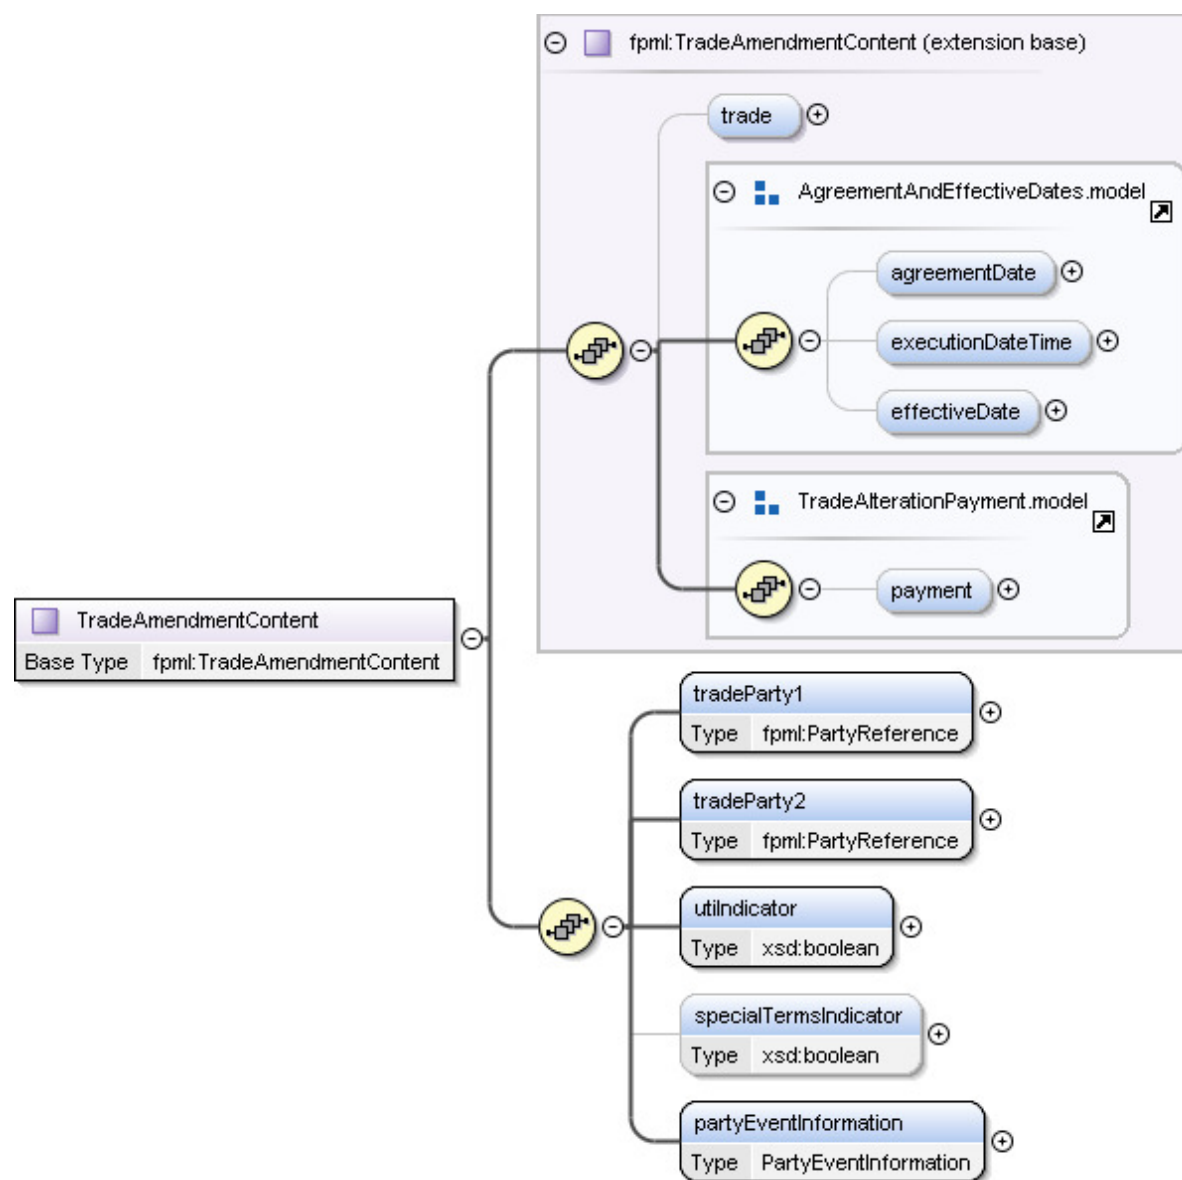 fpml:TradeAmendmentContent (extension base)
trade
AgreementAndEffectiveDates.model
agreementDate
executionDateTime
effectiveDate
TradeAlterationPayment.model
payment
TradeAmendmentContent
Base Type fpml:TradeAmendmentContent
tradeParty1
Type fpml:PartyReference
tradeParty2
Type fpml:PartyReference
utiIndicator
Type xsd:boolean
specialTermsIndicator
Type xsd:boolean
partyEventInformation
Type PartyEventInformation